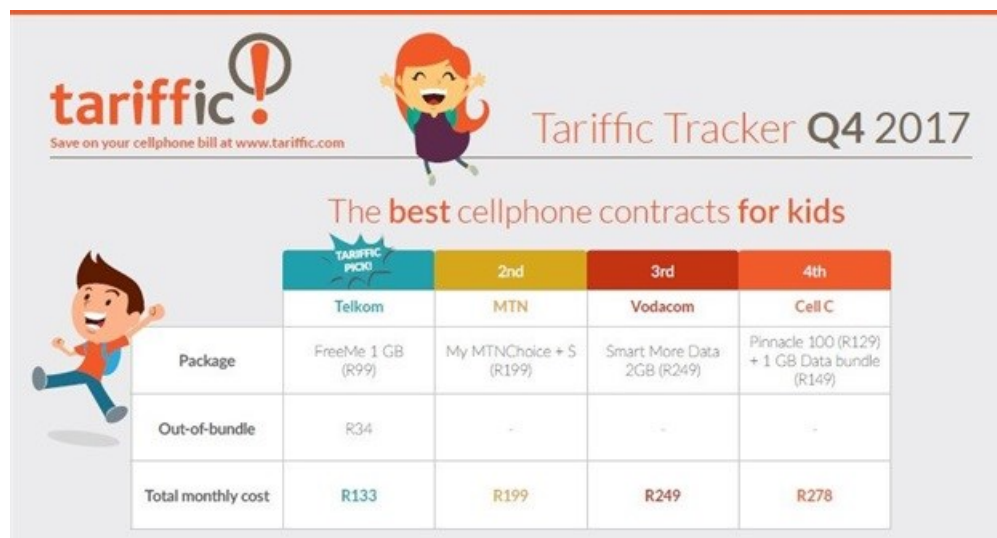 tariffic!
Save on your cellphone bill at www.tariffic.com
Tariffic Tracker Q4 2017
The best cellphone contracts for kids
TARIFFIC
PICK!
2nd
3rd
4th
Telkom
MTN
Vodacom
Cell C
Package
FreeMe 1 GB
(R99)
My MTNChoice + S
(R199)
Smart More Data
2GB (R249)
Pinnacle 100 (R129)
+ 1 GB Data bundle
(R149)
Out-of-bundle
R34
-
-
-
Total monthly cost
R133
R199
R249
R278